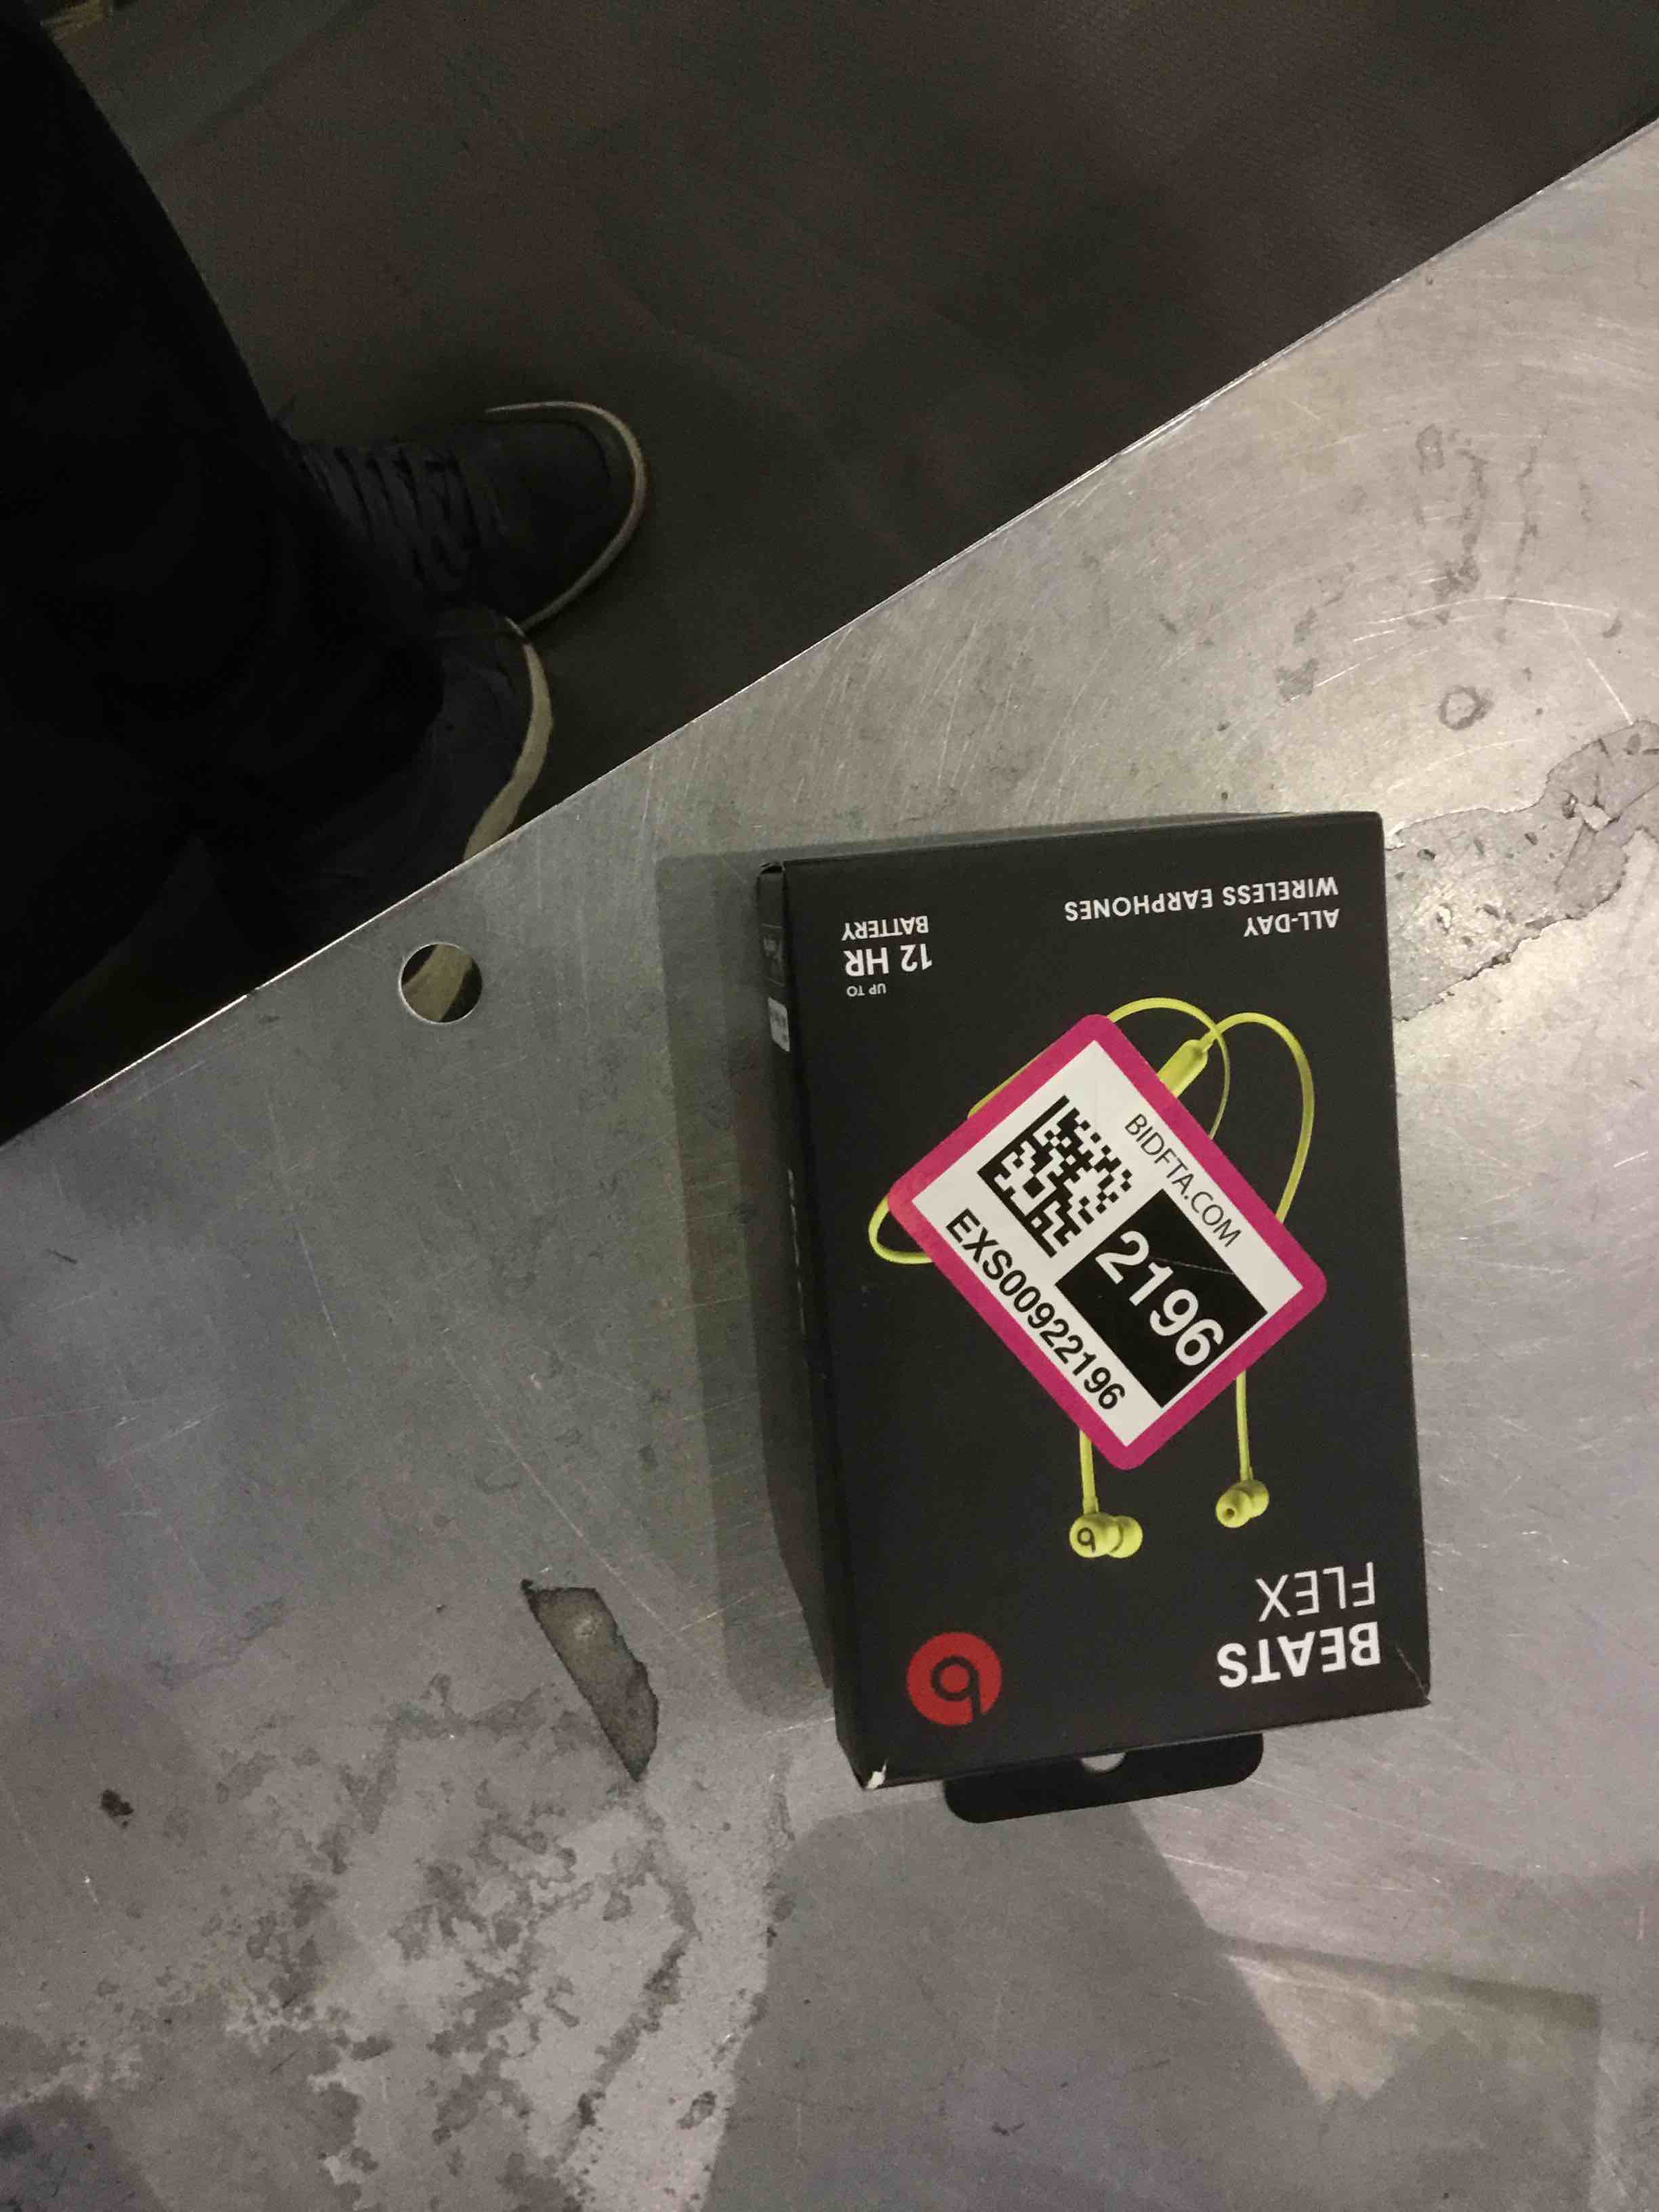 BEATS
FLEX
BIDFTA.COM
2196
EXS00922196
UP TO
12 HR
BATTERY
ALL-DAY
WIRELESS EARPHONES